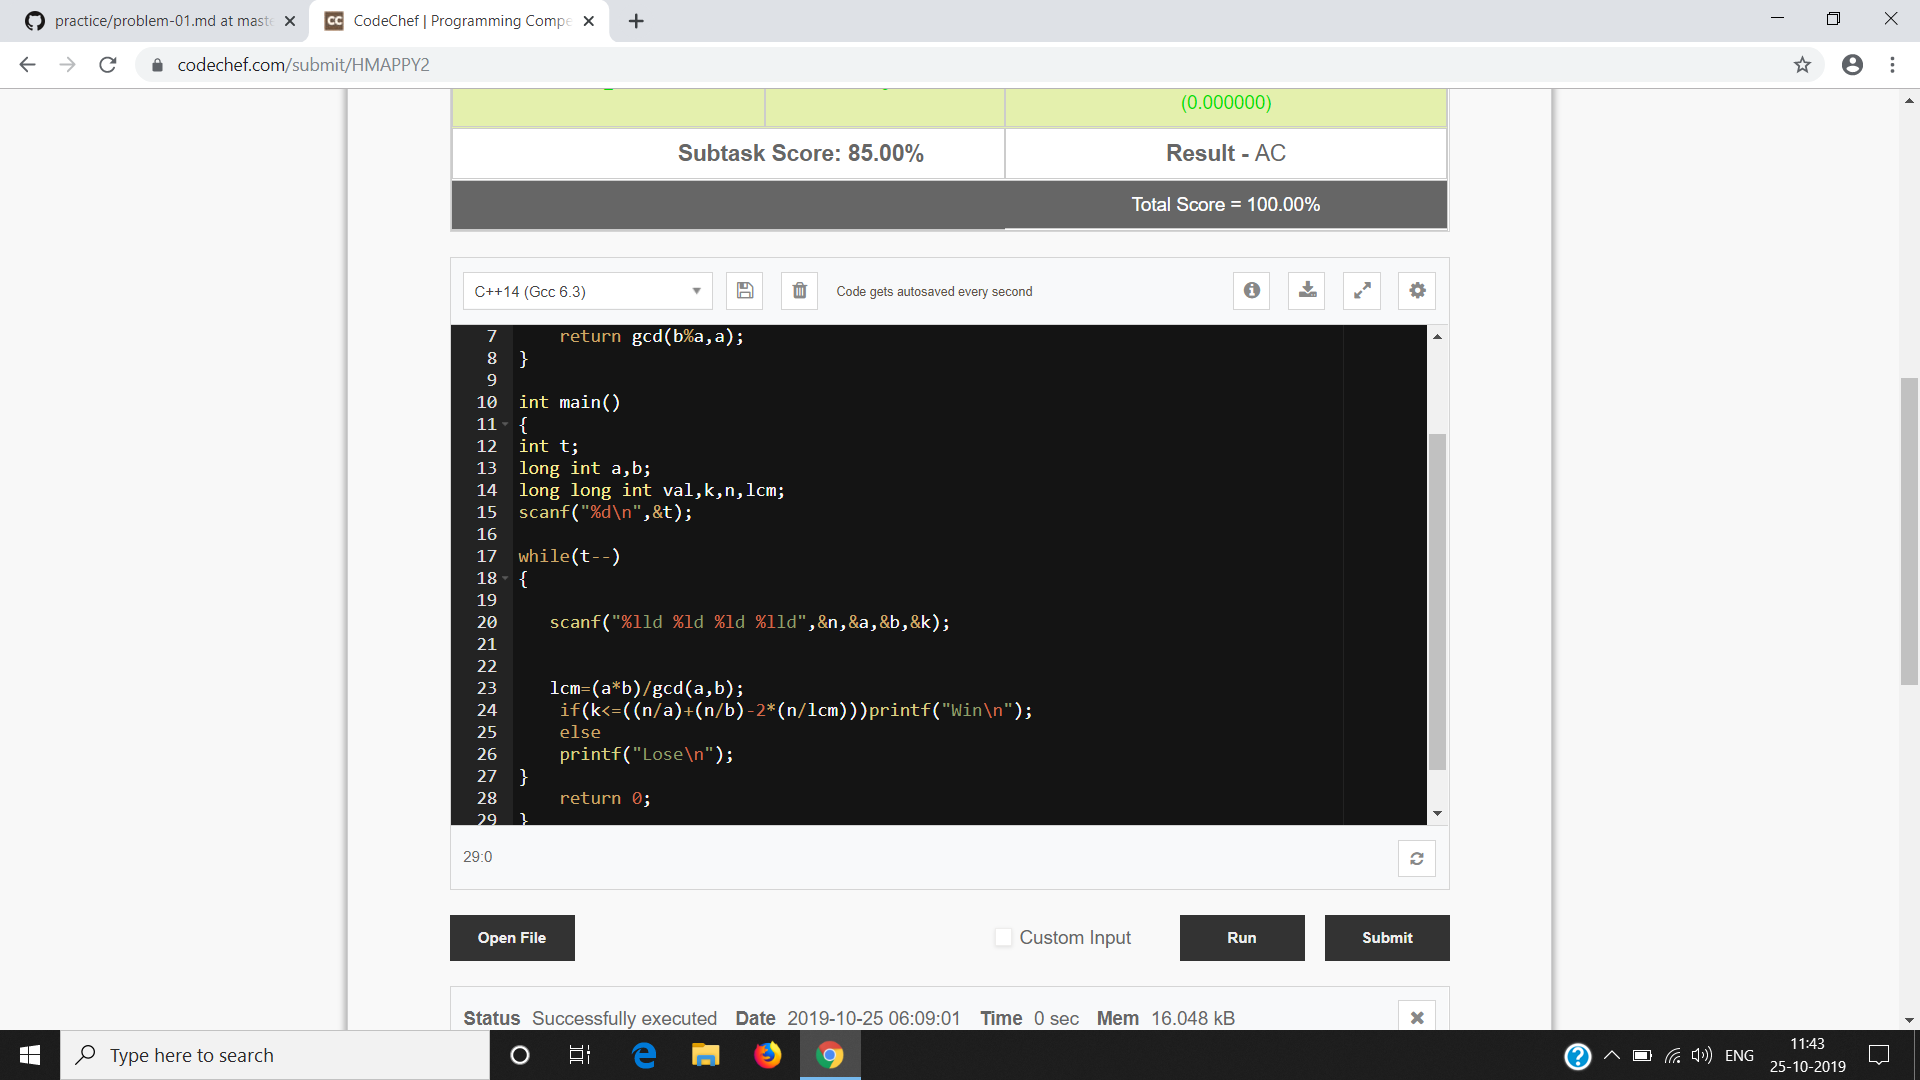 practice/problem-01.md at maste
CodeChef | Programming Compe
codechef.com/submit/HMAPPY2
(0.000000)
Subtask Score: 85.00% Result - AC
Total Score = 100.00%
C++14 (Gcc 6.3) Code gets autosaved every second
7 return gcd(b%a,a);
8 }
9
10 int main()
11 {
12 int t;
13 long int a,b;
14 long long int val,k,n,lcm;
15 scanf("%d\n",&t);
16
17 while(t--)
18 {
19
20 scanf("%lld %ld %ld %lld",&n,&a,&b,&k);
21
22
23 lcm=(a*b)/gcd(a,b);
24 if(k<=((n/a)+(n/b)-2*(n/lcm)))printf("Win\n");
25 else
26 printf("Lose\n");
27 }
28 return 0;
29 }
29:0
Open File Custom Input Run Submit
Status Successfully executed Date 2019-10-25 06:09:01 Time 0 sec Mem 16.048 kB
Type here to search
ENG
11:43
25-10-2019